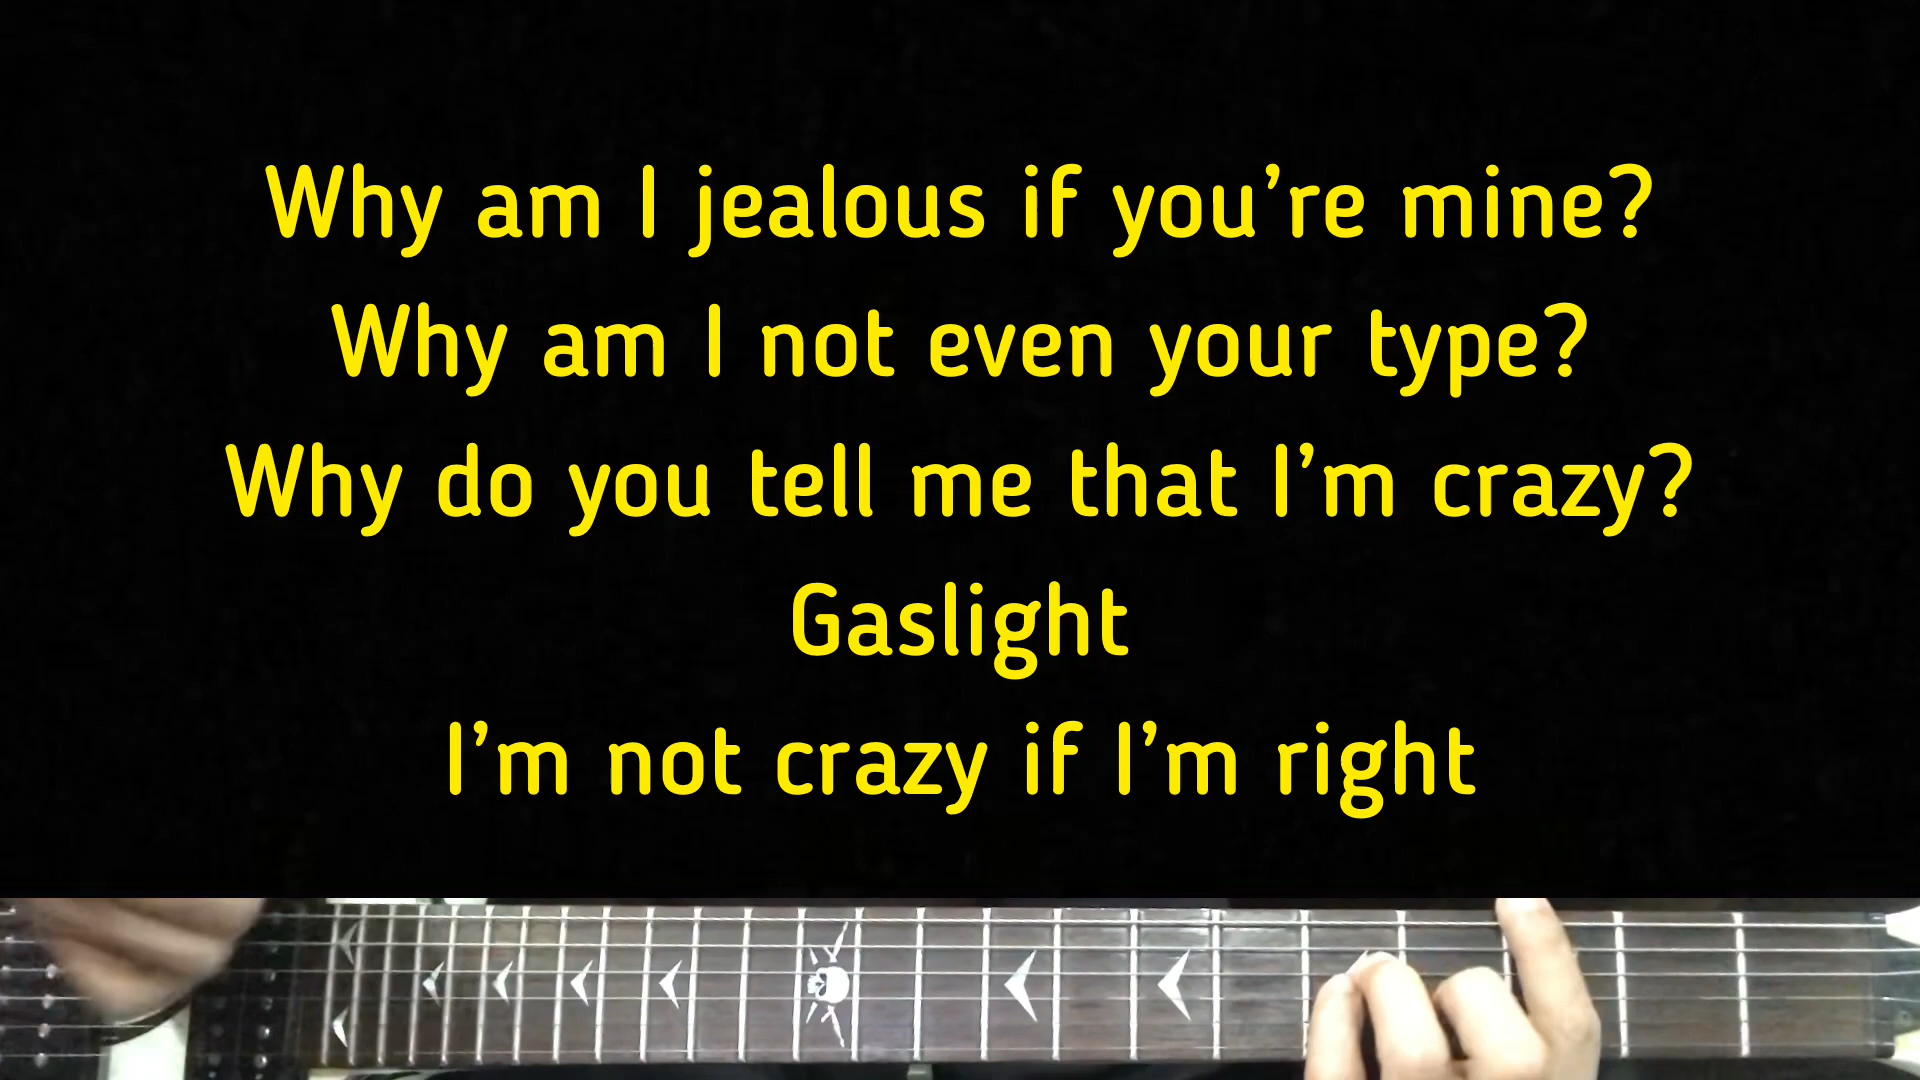 Why am I jealous if you’re mine?
Why am I not even your type?
Why do you tell me that I’m crazy?
Gaslight
I’m not crazy if I’m right